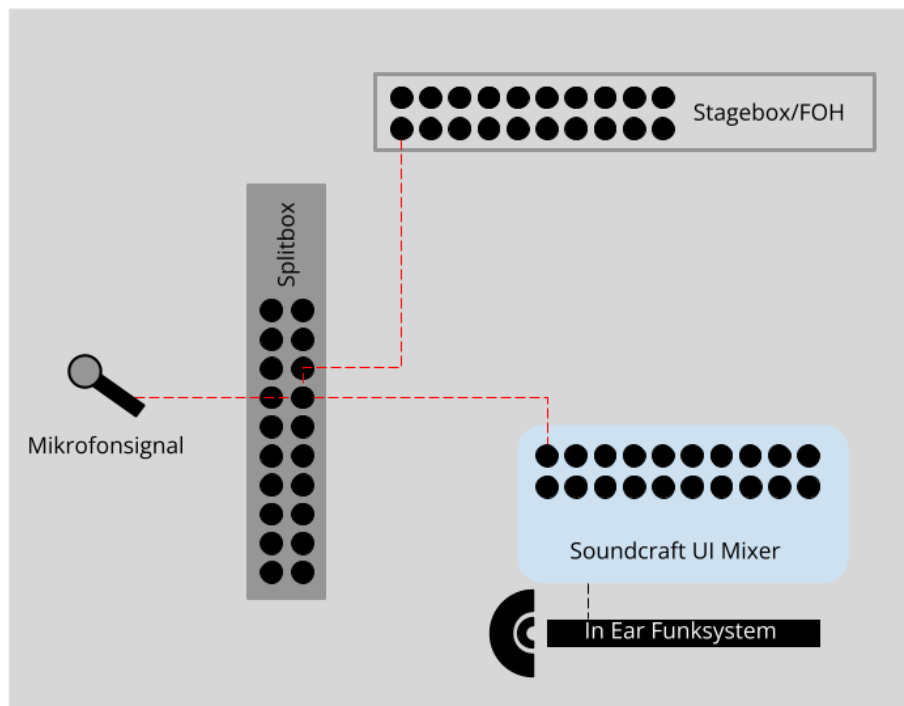 Stagebox/FOH
Splitbox
Mikrofonsignal
Soundcraft UI Mixer
In Ear Funksystem